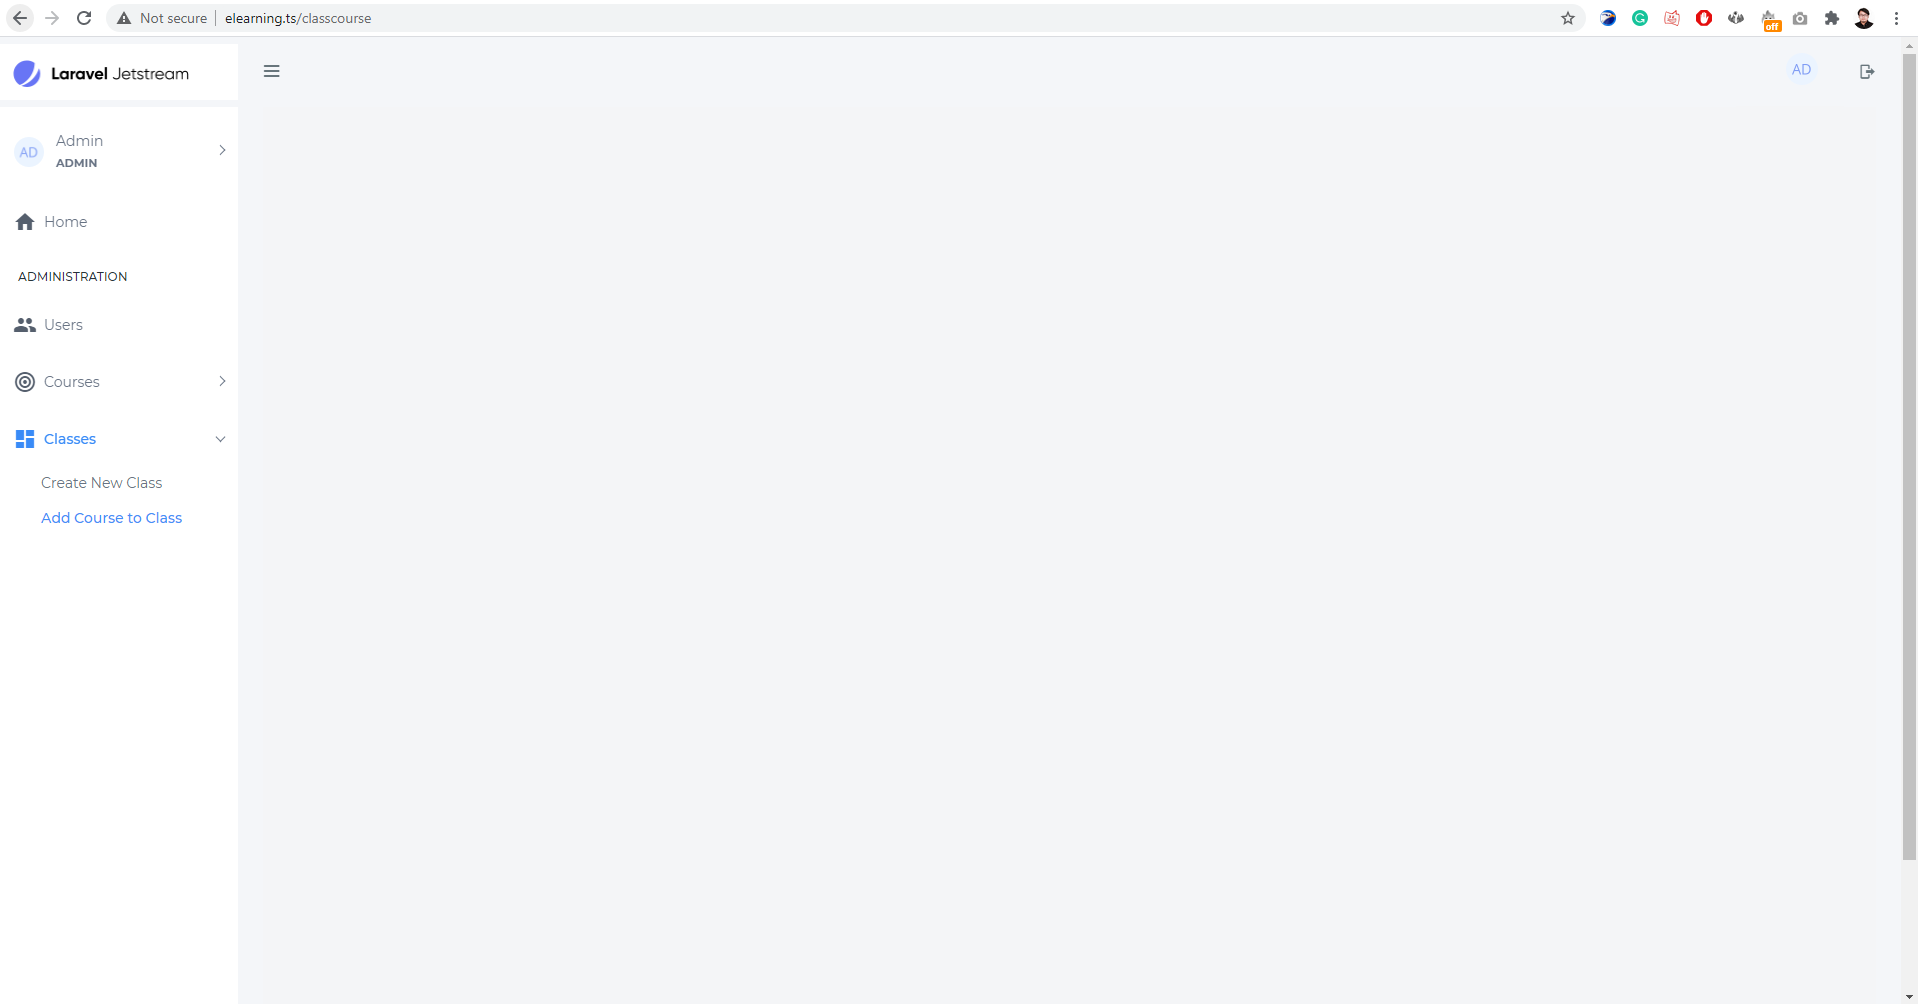 Not secure
elearning.ts/classcourse
off
Laravel Jetstream
AD
AD
Admin
ADMIN
Home
ADMINISTRATION
Users
Courses
Classes
Create New Class
Add Course to Class